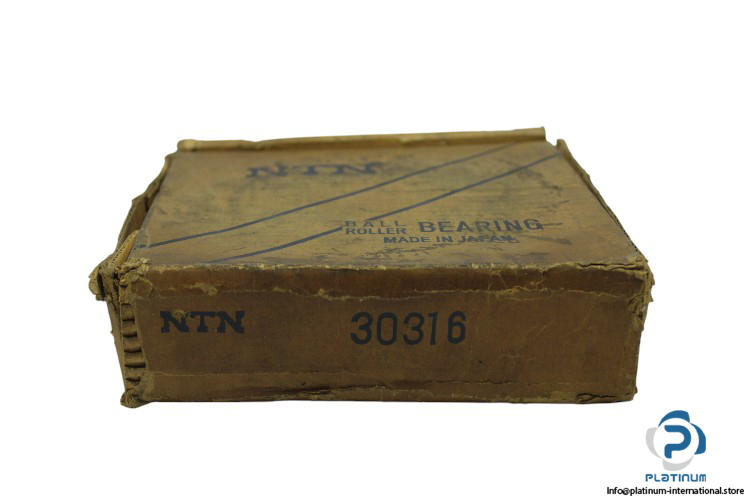 NTN
BALL
ROLLER BEARING
MADE IN JAPAN
NTN 30316
PLATINUM
Info@platinum-international.store